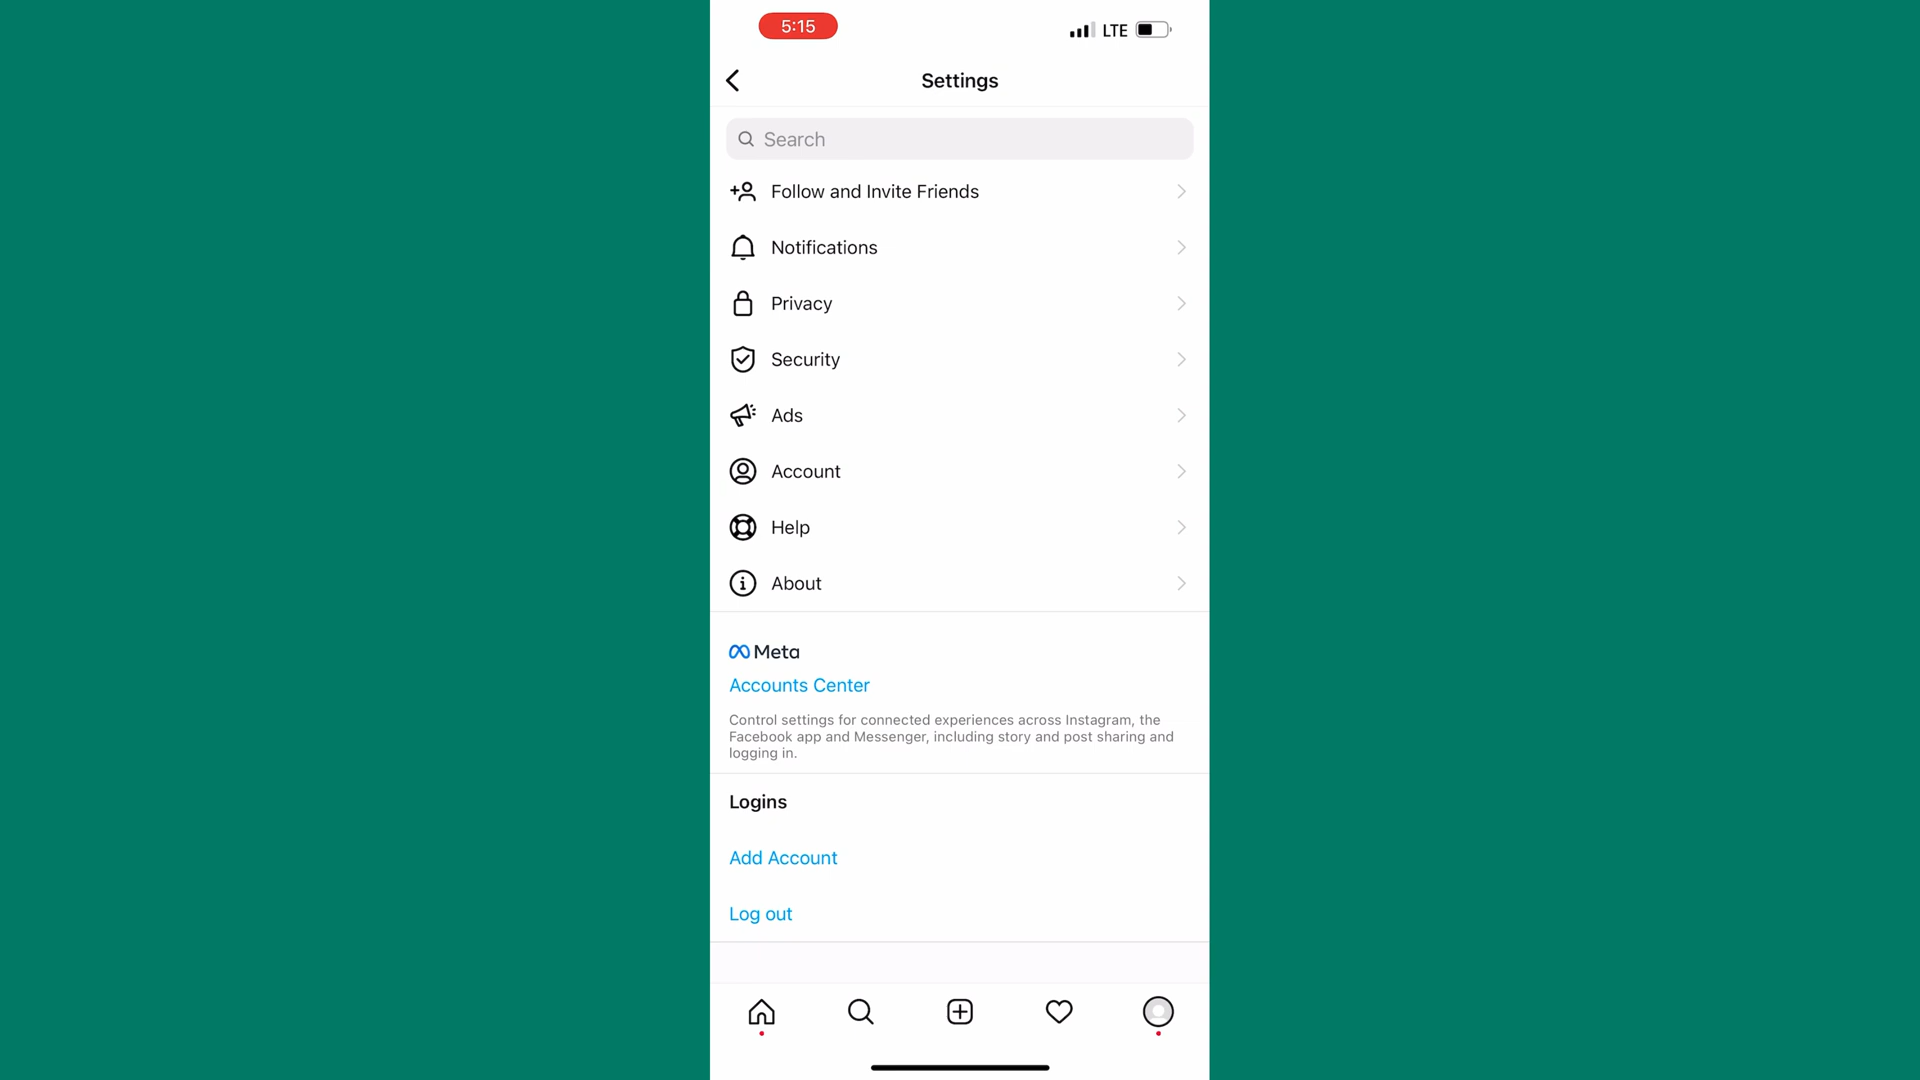 5:15
LTE
Settings
Search
Follow and Invite Friends
Notifications
Privacy
Security
Ads
Account
Help
About
Meta
Accounts Center
Control settings for connected experiences across Instagram, the
Facebook app and Messenger, including story and post sharing and
logging in.
Logins
Add Account
Log out